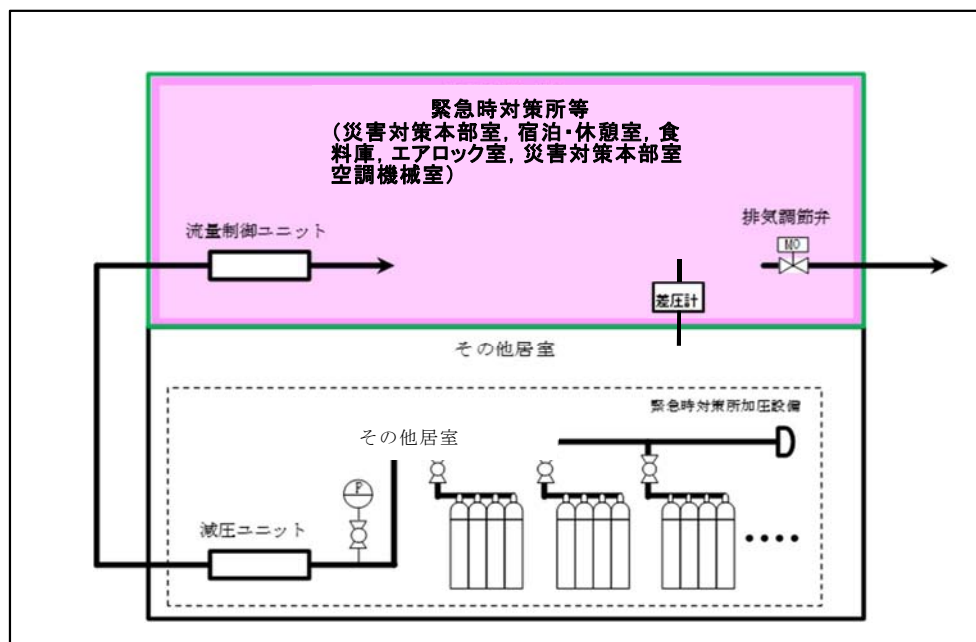 緊急時対策所等
(災害対策本部室, 宿泊・休憩室, 食
料庫, エアロック室, 災害対策本部室
空調機械室)
排気調節弁
流量制御ユニット
MO
差圧計
その他居室
緊急時対策所加圧設備
その他居室
P
減圧ユニット